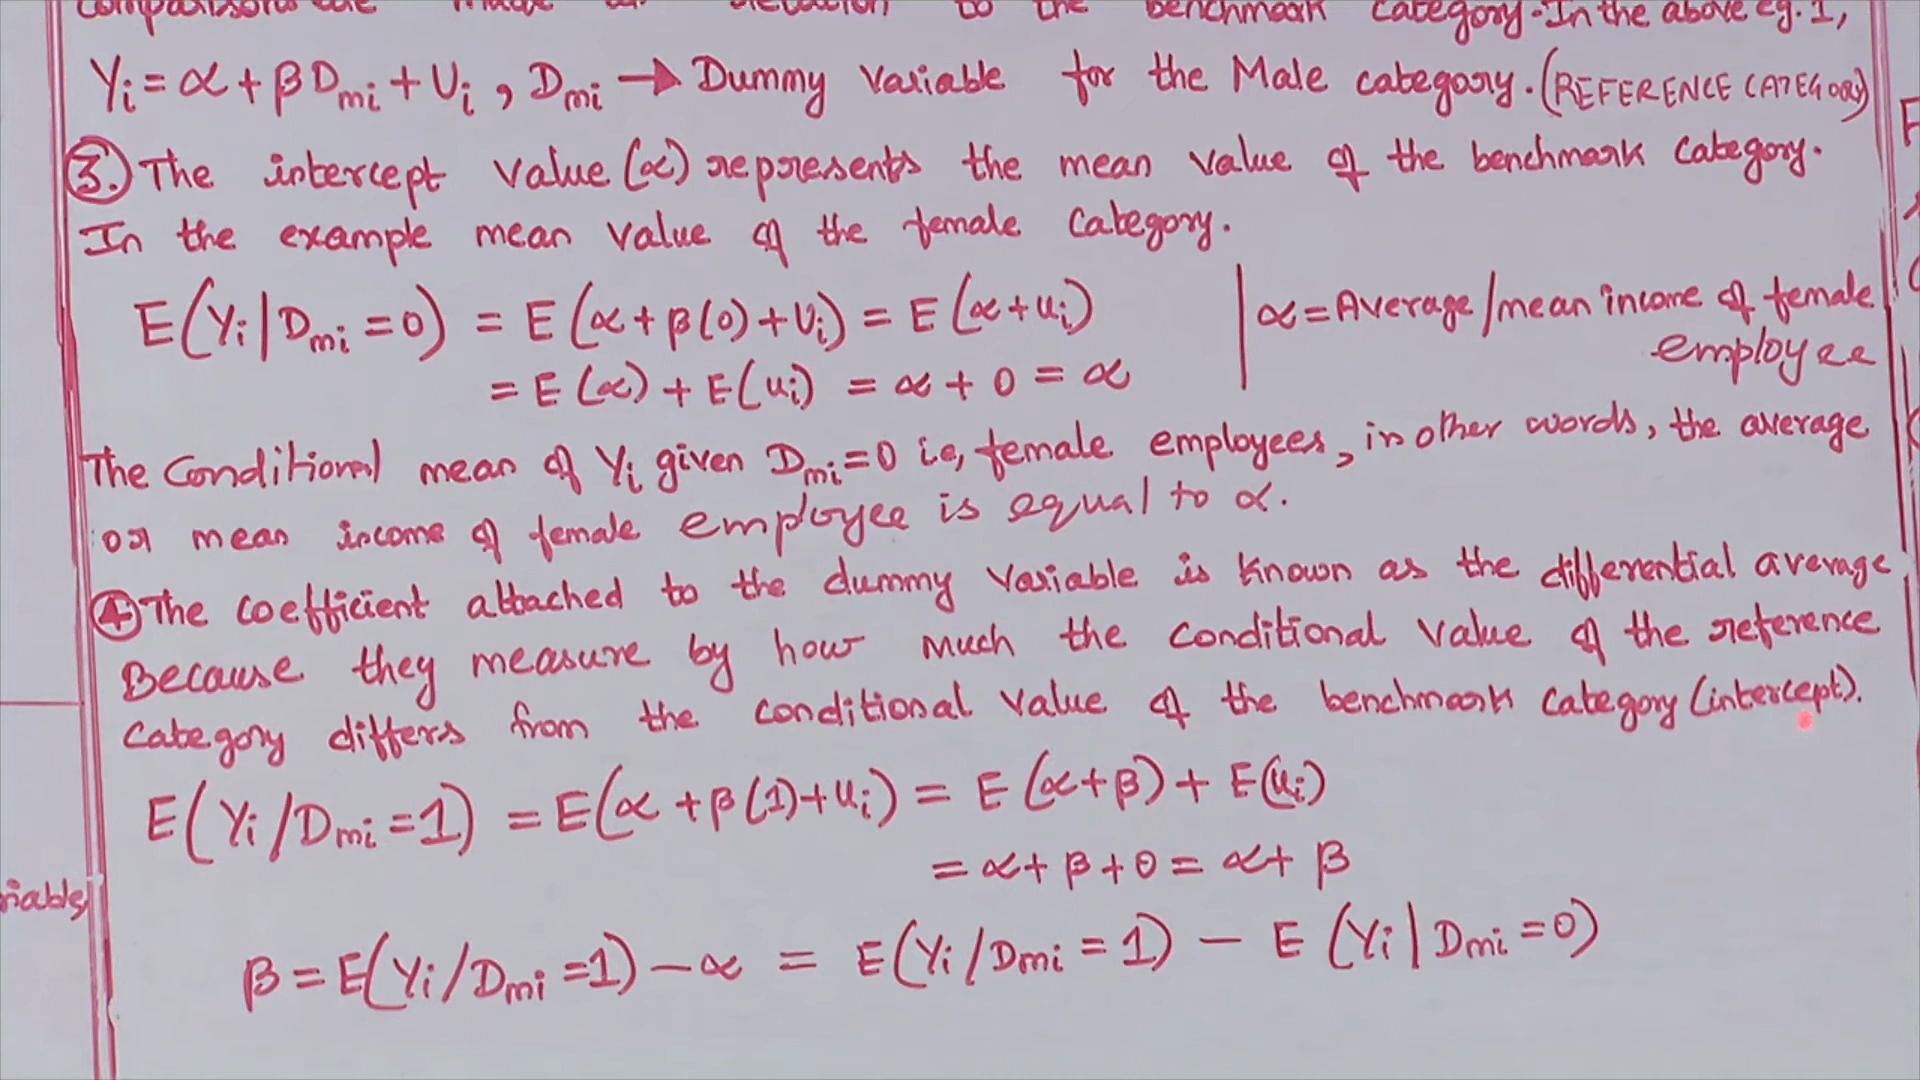 comparisons are made in relation to the benchmark category. In the above eg. 1,
Yi = α + β Dmi + Ui , Dmi → Dummy Variable for the Male category. (REFERENCE CATEGORY)
3. The intercept value (α) represents the mean value of the benchmark category.
In the example mean value of the female category.
E(Yi | Dmi = 0) = E (α + β(0) + Ui) = E (α + ui)
= E (α) + E(ui) = α + 0 = α
α = Average/mean income of female
employee
The Conditional mean of Yi given Dmi = 0 ie, female employees, in other words, the average
or mean income of female employee is equal to α.
4 The coefficient attached to the dummy variable is known as the differential average
Because they measure by how much the conditional value of the reference
category differs from the conditional value of the benchmark category (intercept).
E(Yi / Dmi = 1) = E(α + β(1) + ui) = E (α + β) + E(ui)
= α + β + 0 = α + β
β = E(Yi / Dmi = 1) − α = E(Yi / Dmi = 1) − E (Yi | Dmi = 0)
riable,